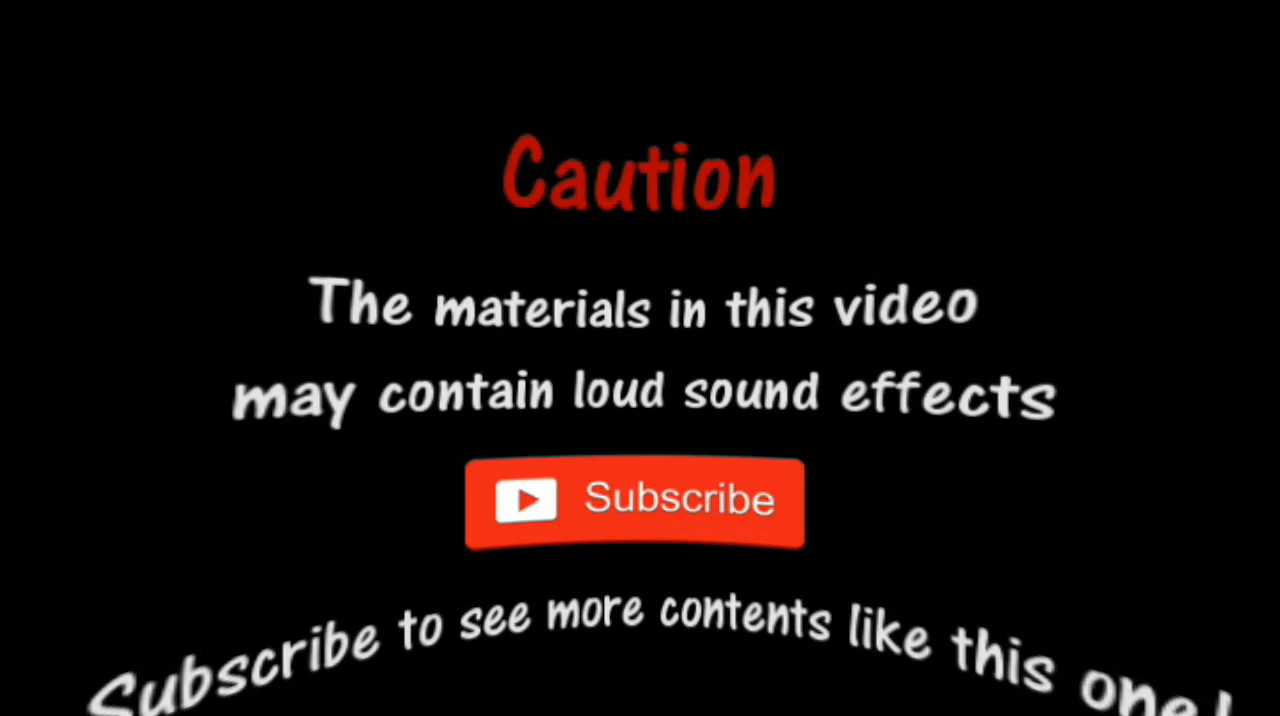 Caution
The materials in this video
may contain loud sound effects
Subscribe
Subscribe to see more contents like this one!